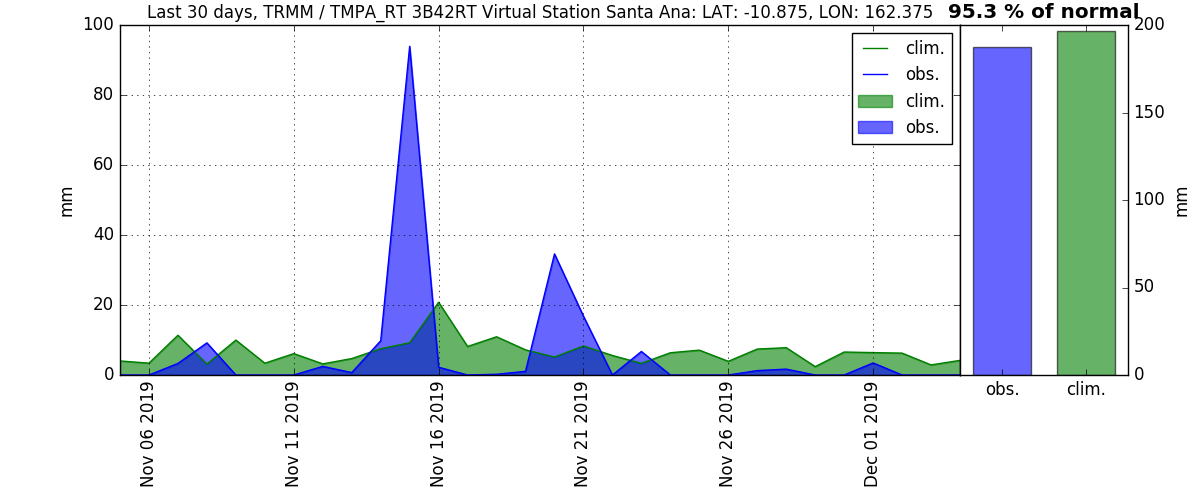 Last 30 days, TRMM / TMPA_RT 3B42RT Virtual Station Santa Ana: LAT: -10.875, LON: 162.375
95.3 % of normal
100
80
60
40
20
0
mm
clim.
obs.
clim.
obs.
Nov 06 2019
Nov 11 2019
Nov 16 2019
Nov 21 2019
Nov 26 2019
Dec 01 2019
200
150
100
50
0
mm
obs.
clim.